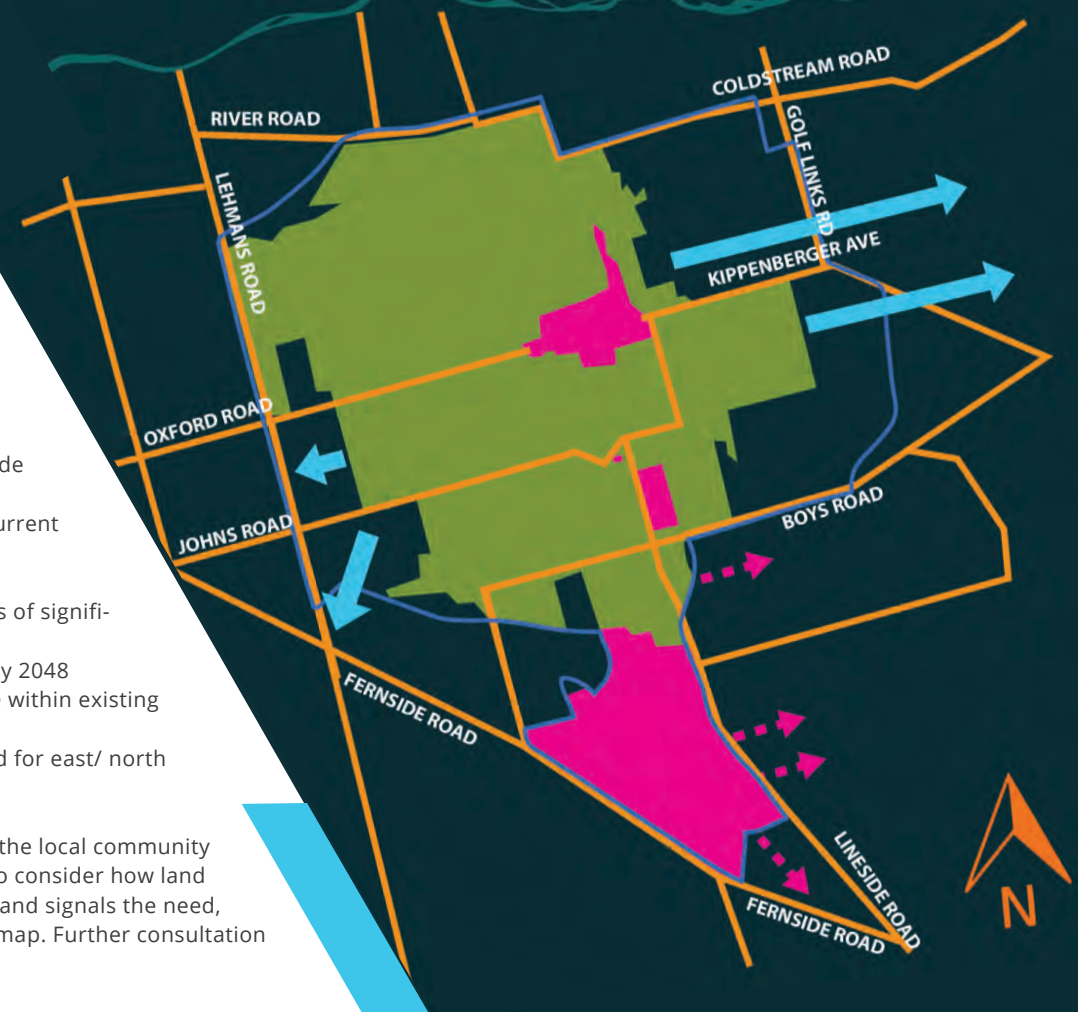 COLDSTREAM ROAD
RIVER ROAD
GOLF LINKS RD
LEHMANS ROAD
KIPPENBERGER AVE
OXFORD ROAD
JOHNS ROAD
BOYS ROAD
FERNSIDE ROAD
LINESIDE ROAD
FERNSIDE ROAD
N
de
urrent
s of signifi-
y 2048
within existing
d for east/ north
the local community
o consider how land
and signals the need,
map. Further consultation